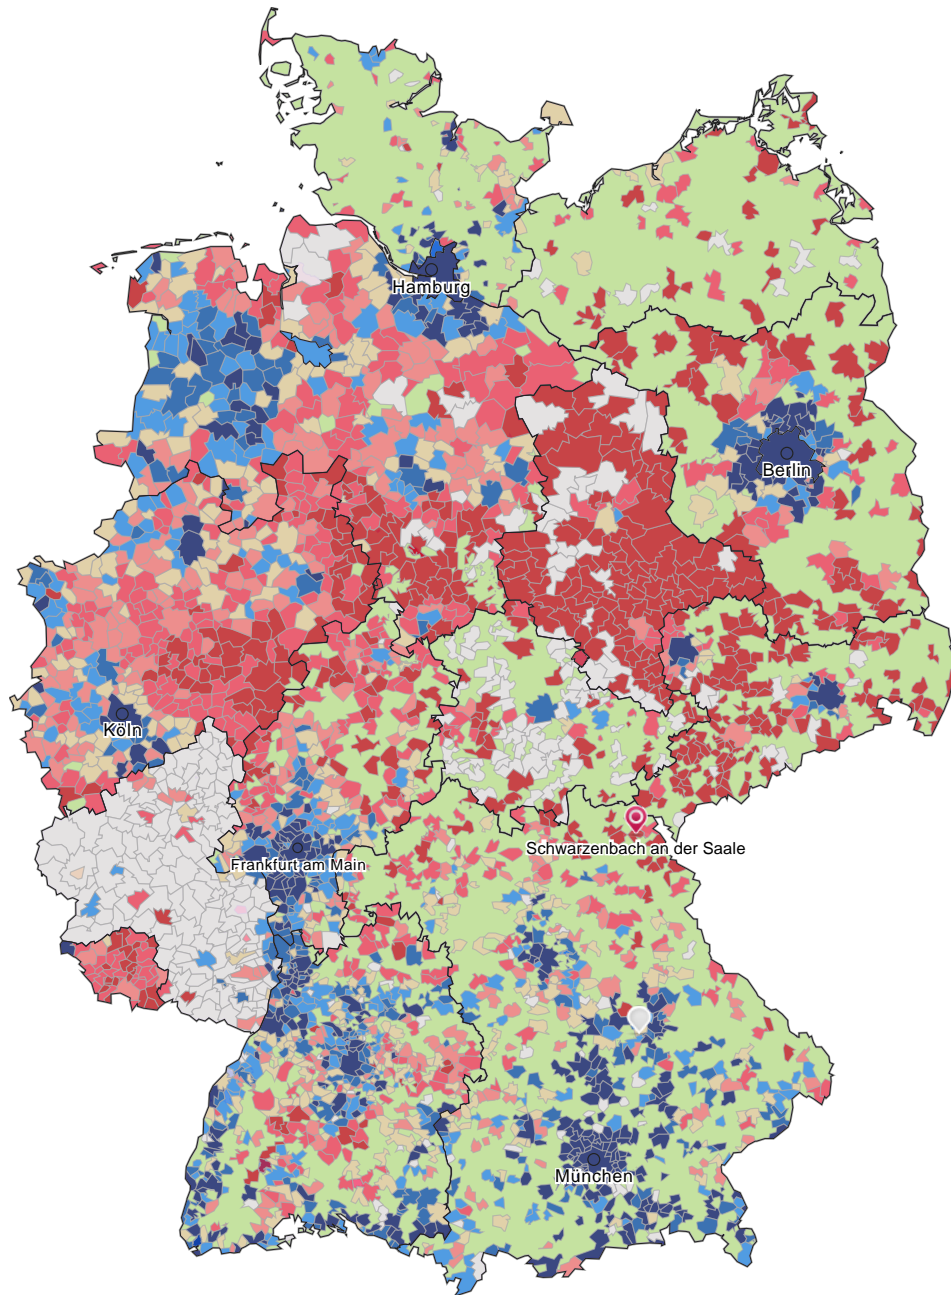 Hamburg
Berlin
Köln
Schwarzenbach an der Saale
Frankfurt am Main
München